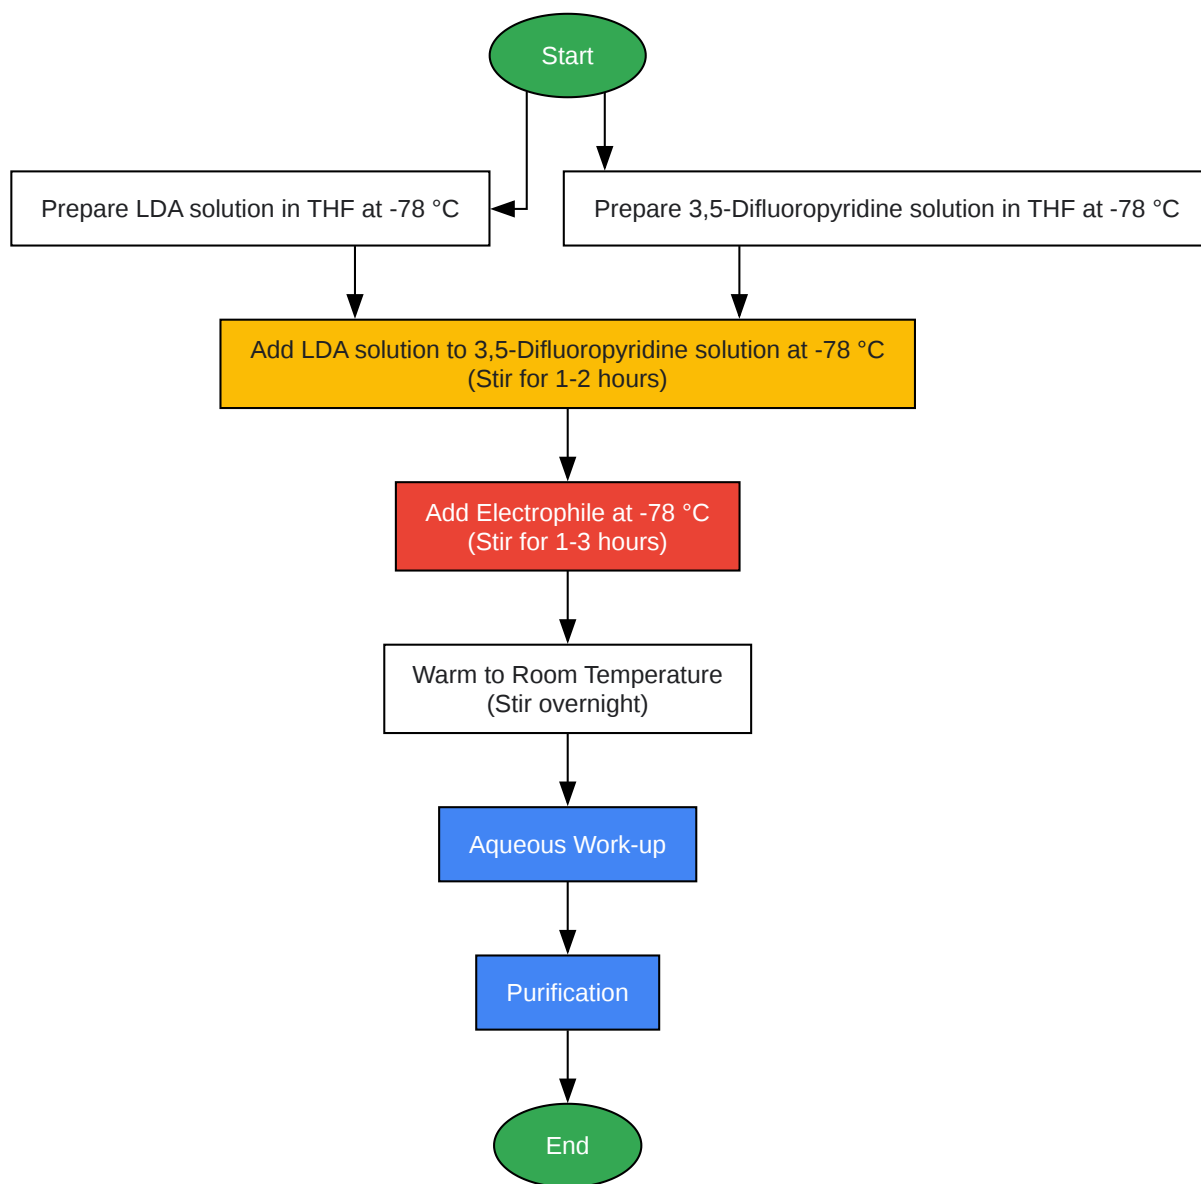 Start
Prepare LDA solution in THF at -78 °C
Prepare 3,5-Difluoropyridine solution in THF at -78 °C
Add LDA solution to 3,5-Difluoropyridine solution at -78 °C
(Stir for 1-2 hours)
Add Electrophile at -78 °C
(Stir for 1-3 hours)
Warm to Room Temperature
(Stir overnight)
Aqueous Work-up
Purification
End